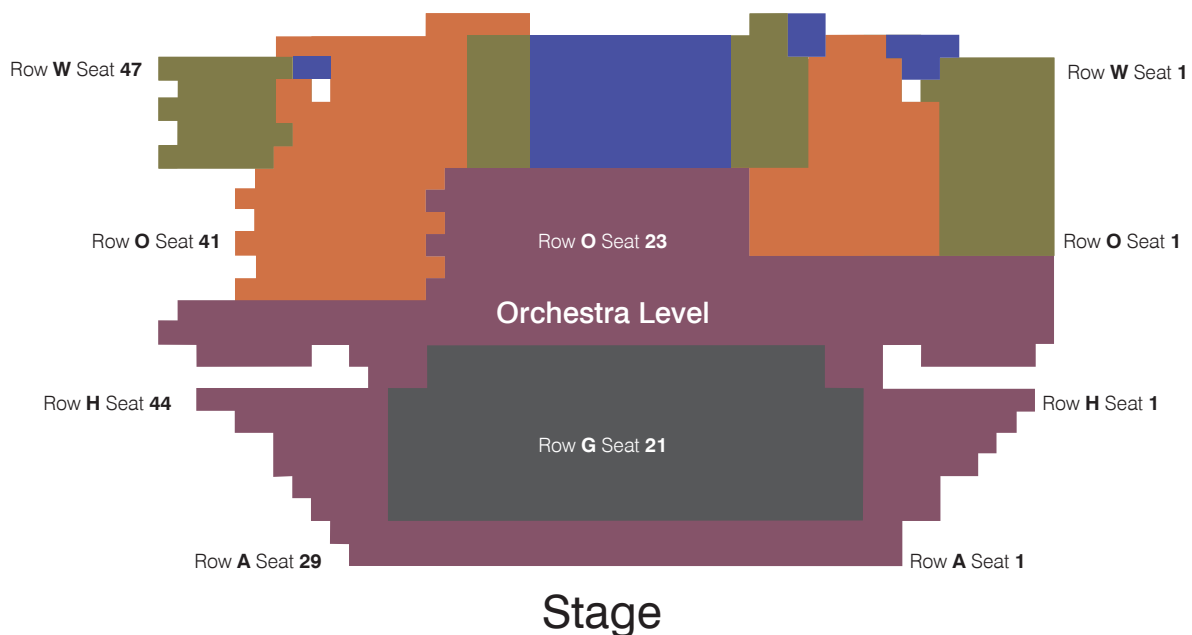 Row W Seat 47
Row W Seat 1
Row O Seat 41
Row O Seat 23
Row O Seat 1
Orchestra Level
Row H Seat 44
Row H Seat 1
Row G Seat 21
Row A Seat 29
Row A Seat 1
Stage